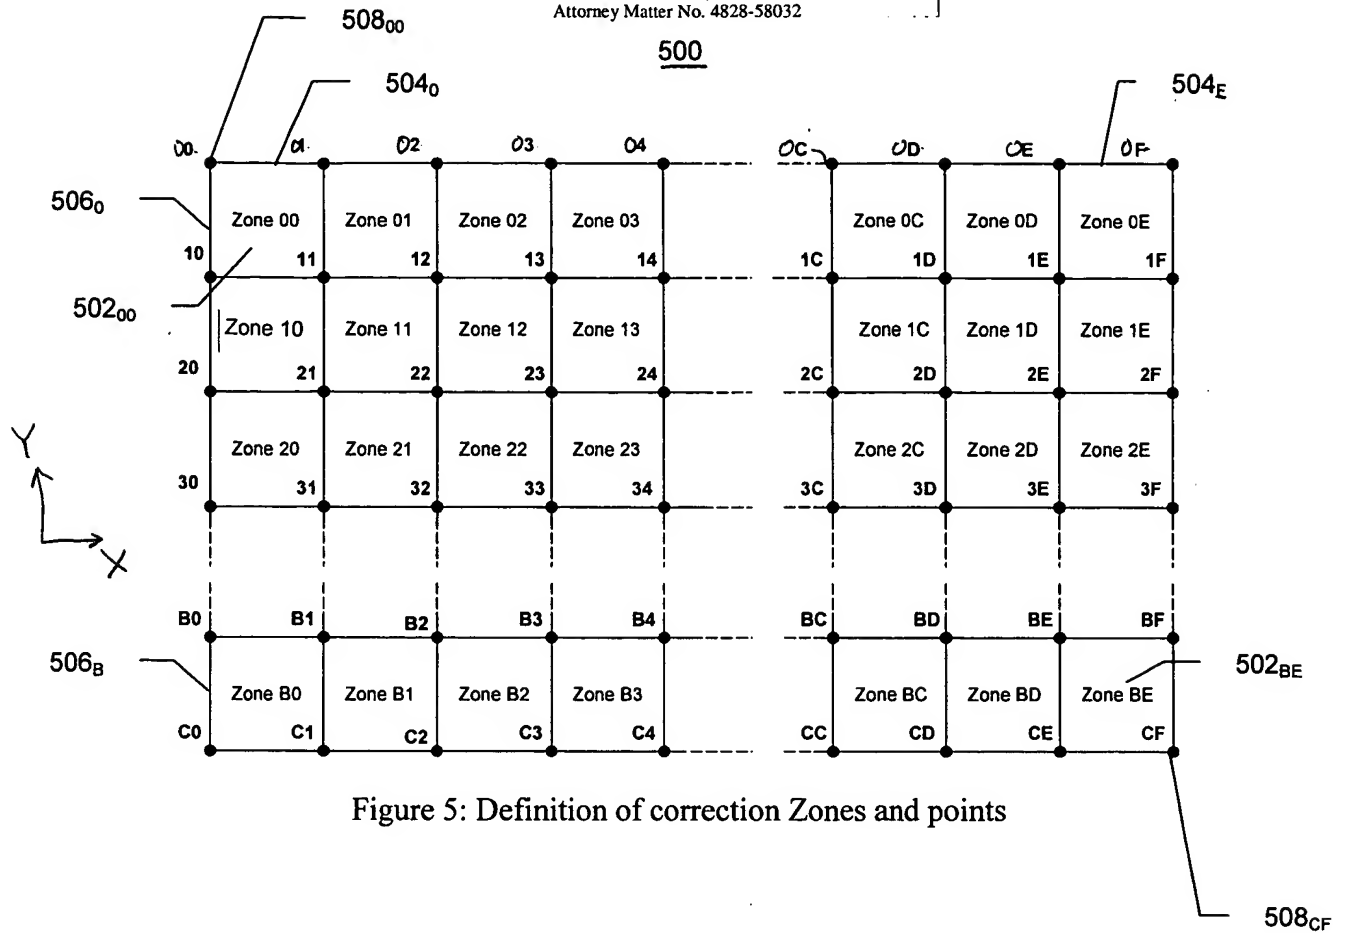 Attorney Matter No. 4828-58032
500
508₀₀
504₀ 504E
00 01 02 03 04 0C 0D 0E 0F
506₀ Zone 00 Zone 01 Zone 02 Zone 03 Zone 0C Zone 0D Zone 0E
10 11 12 13 14 1C 1D 1E 1F
502₀₀
Zone 10 Zone 11 Zone 12 Zone 13 Zone 1C Zone 1D Zone 1E
20 21 22 23 24 2C 2D 2E 2F
Y
Zone 20 Zone 21 Zone 22 Zone 23 Zone 2C Zone 2D Zone 2E
30 31 32 33 34 3C 3D 3E 3F
X
B0 B1 B2 B3 B4 BC BD BE BF
506B Zone B0 Zone B1 Zone B2 Zone B3 Zone BC Zone BD Zone BE 502BE
C0 C1 C2 C3 C4 CC CD CE CF
Figure 5: Definition of correction Zones and points
508CF